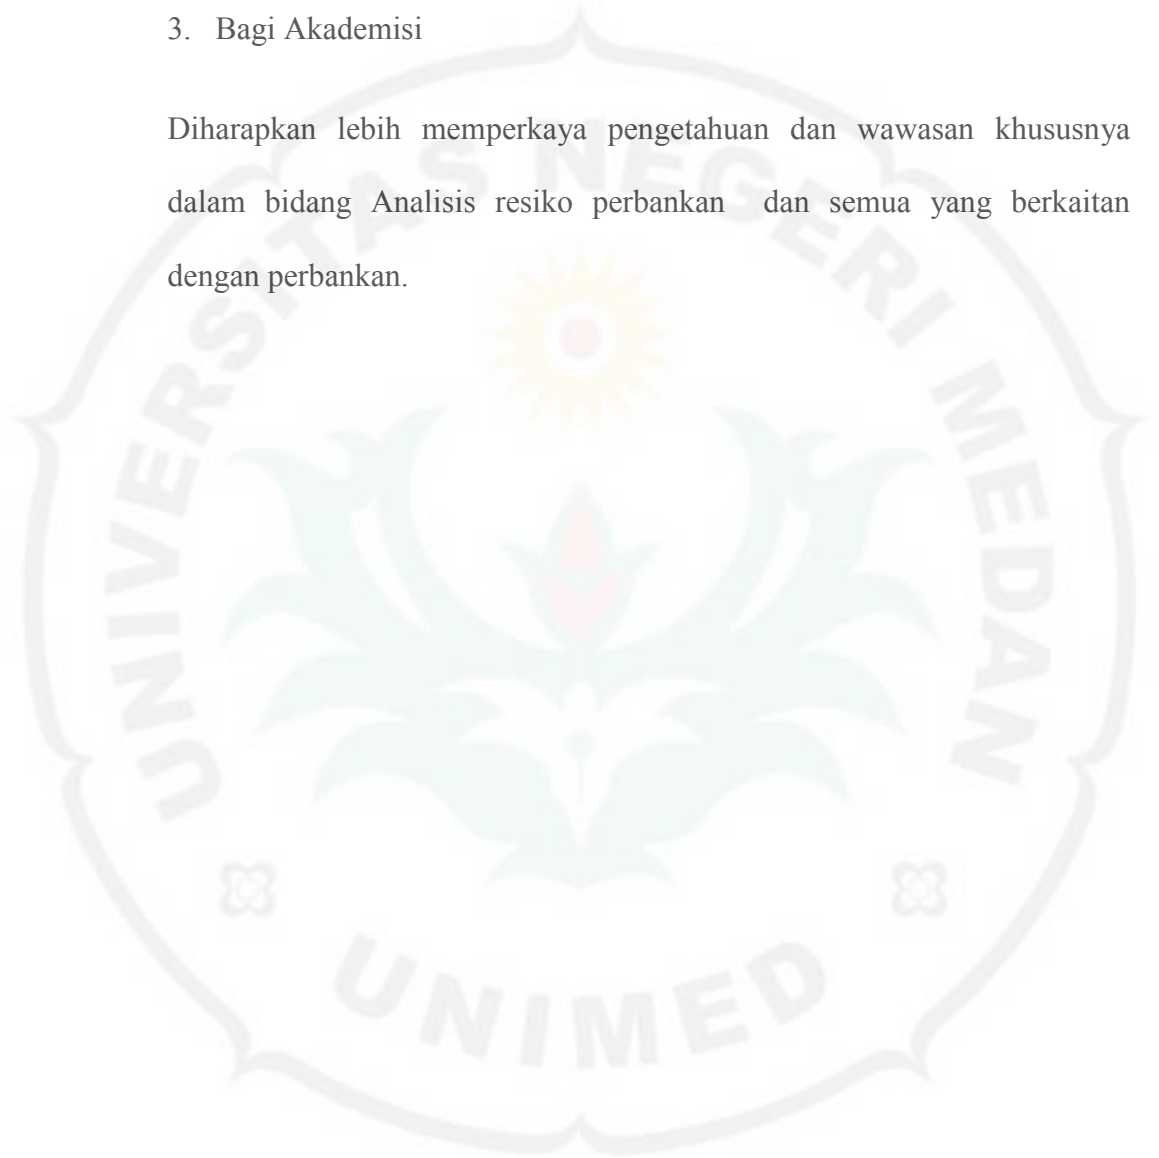 3. Bagi Akademisi
Diharapkan lebih memperkaya pengetahuan dan wawasan khususnya
dalam bidang Analisis resiko perbankan dan semua yang berkaitan
dengan perbankan.
UNIVERSITAS NEGERI MEDAN
UNIMED